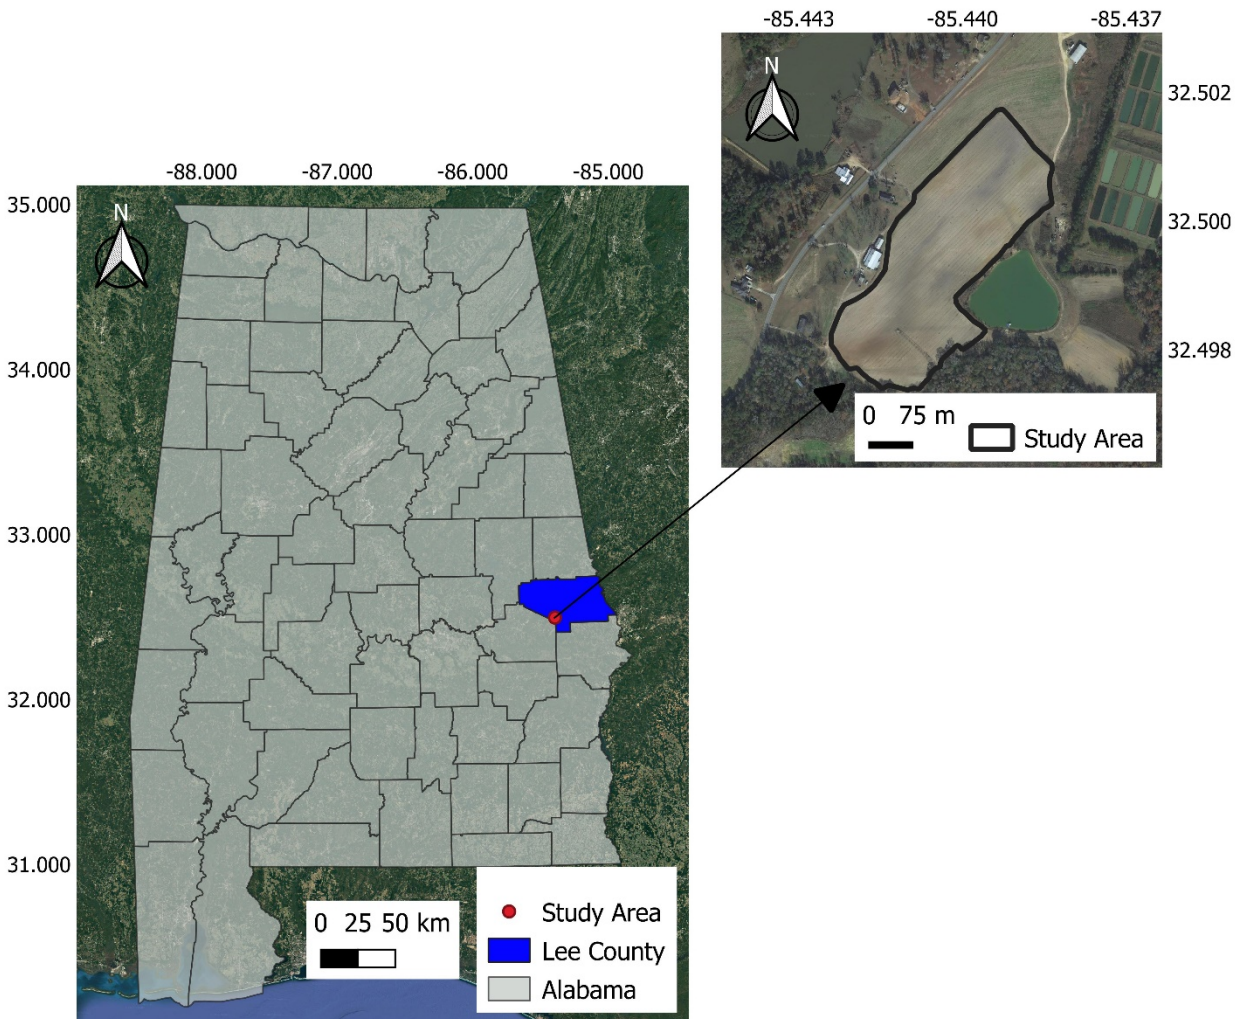 -85.443 -85.440 -85.437
N
32.502
32.500
32.498
0 75 m
Study Area
-88.000 -87.000 -86.000 -85.000
35.000
34.000
33.000
32.000
31.000
N
0 25 50 km
Study Area
Lee County
Alabama